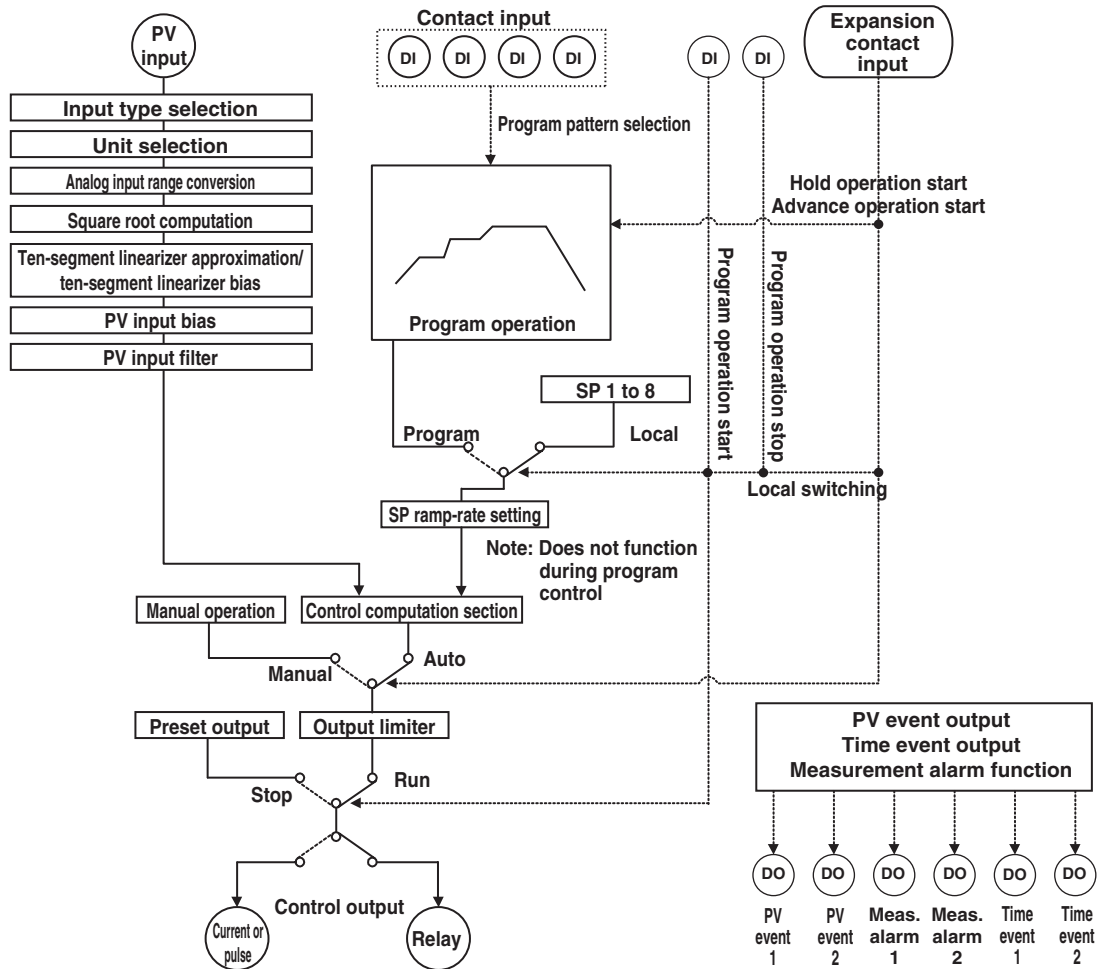 PV
input
Contact input
DI
DI
DI
DI
DI
DI
Expansion
contact
input
Input type selection
Unit selection
Analog input range conversion
Square root computation
Ten-segment linearizer approximation/
ten-segment linearizer bias
PV input bias
PV input filter
Program pattern selection
Program operation
Hold operation start
Advance operation start
Program operation start
Program operation stop
SP 1 to 8
Program
Local
Local switching
SP ramp-rate setting
Note: Does not function
during program
control
Manual operation
Control computation section
Manual
Auto
Preset output
Output limiter
Stop
Run
Control output
Current or
pulse
Relay
PV event output
Time event output
Measurement alarm function
DO
DO
DO
DO
DO
DO
PV
event
1
PV
event
2
Meas.
alarm
1
Meas.
alarm
2
Time
event
1
Time
event
2